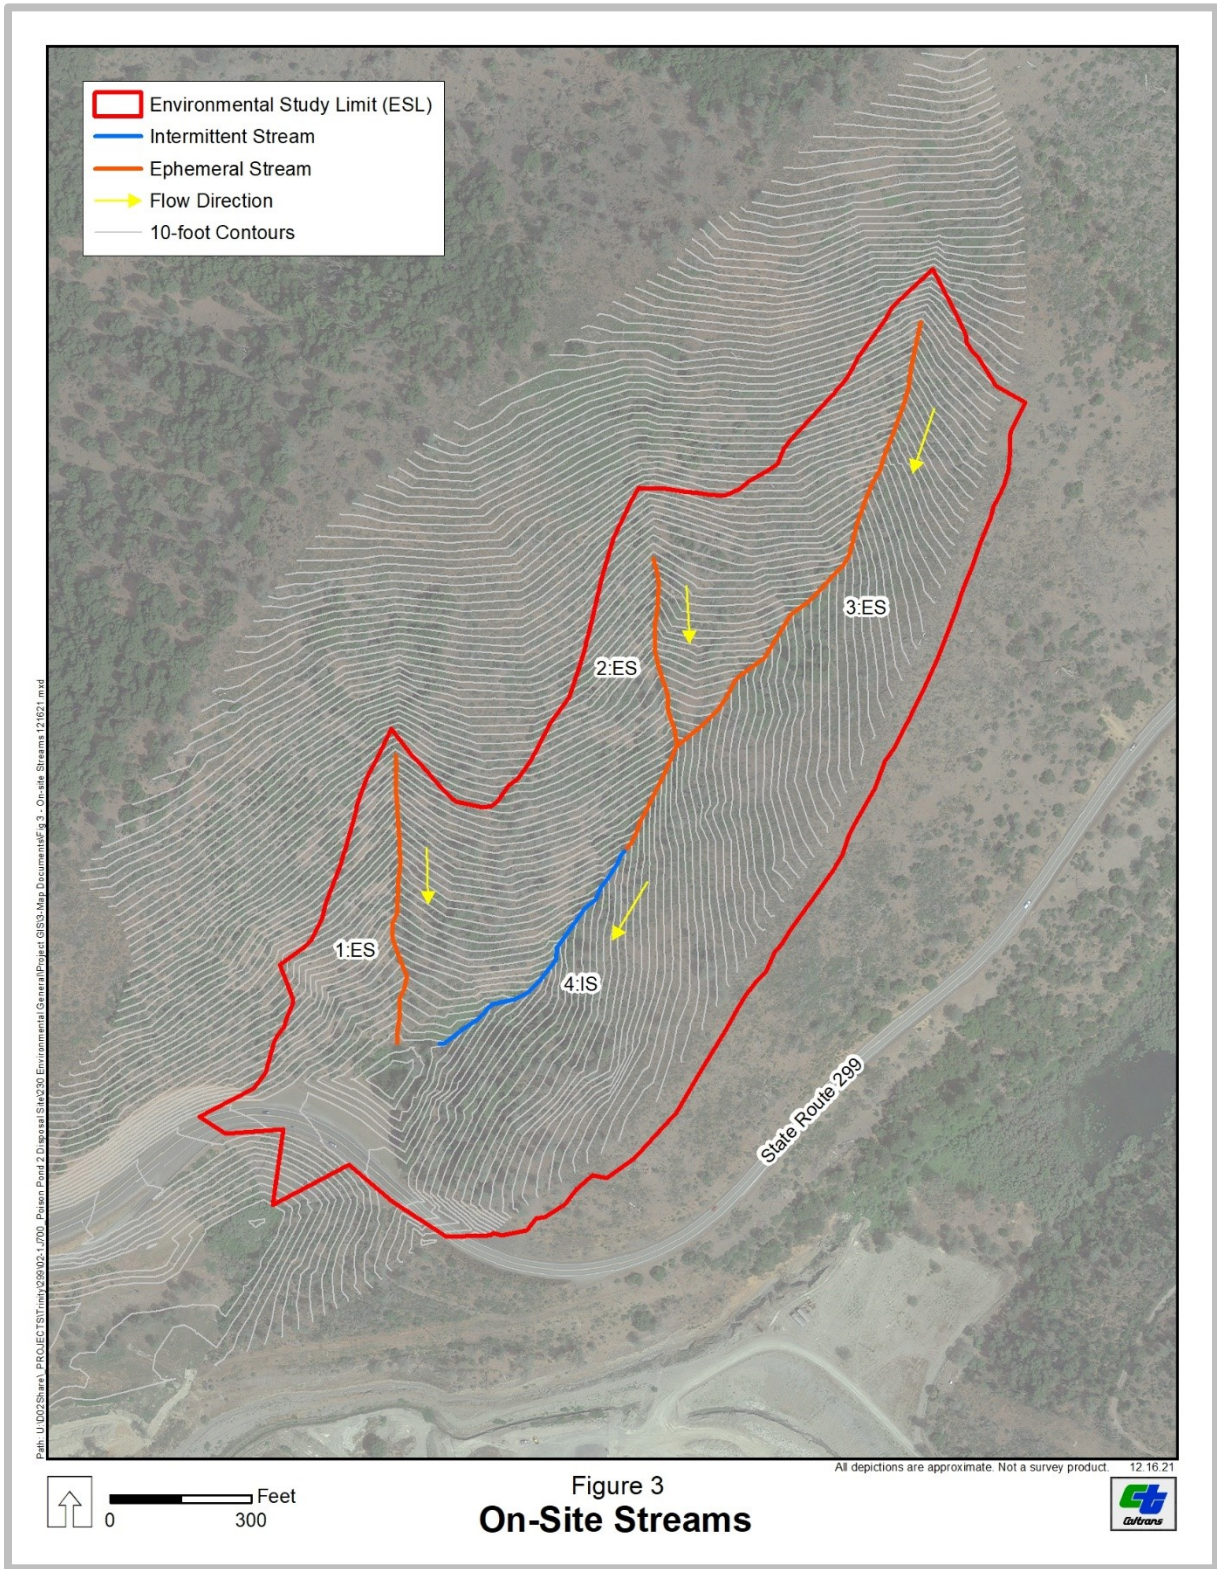 Environmental Study Limit (ESL)
Intermittent Stream
Ephemeral Stream
Flow Direction
10-foot Contours
3:ES
2:ES
1:ES
4:IS
State Route 299
Path: U:\D02Share\_PROJECTS\Trinity\299\02-1J700_Poison Pond 2 Disposal Site\230 Environmental General\Project GIS\3-Map Documents\Fig 3 - On-site Streams 121621.mxd
All depictions are approximate. Not a survey product. 12.16.21
Feet
0 300
Figure 3
On-Site Streams
Ct
Caltrans